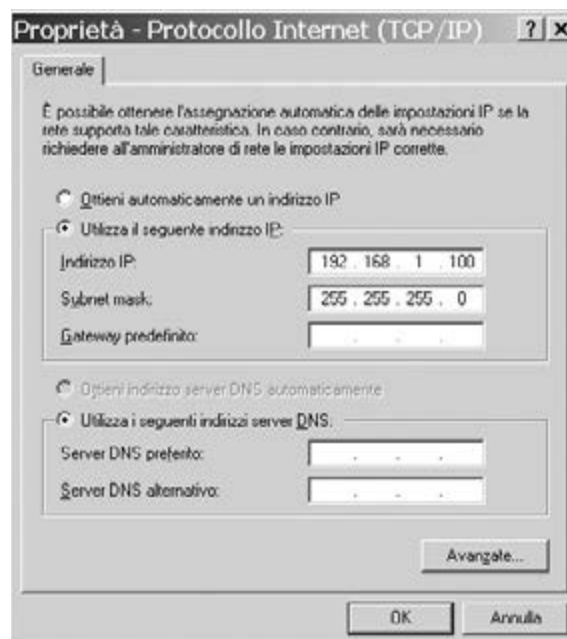 Proprietà - Protocollo Internet (TCP/IP) ? x
Generale
È possibile ottenere l'assegnazione automatica delle impostazioni IP se la
rete supporta tale caratteristica. In caso contrario, sarà necessario
richiedere all'amministratore di rete le impostazioni IP corrette.
Ottieni automaticamente un indirizzo IP
Utilizza il seguente indirizzo IP:
Indirizzo IP: 192 . 168 . 1 . 100
Subnet mask: 255 . 255 . 255 . 0
Gateway predefinito: . . .
Ottieni indirizzo server DNS automaticamente
Utilizza i seguenti indirizzi server DNS:
Server DNS preferito: . . .
Server DNS alternativo: . . .
Avanzate...
OK Annulla